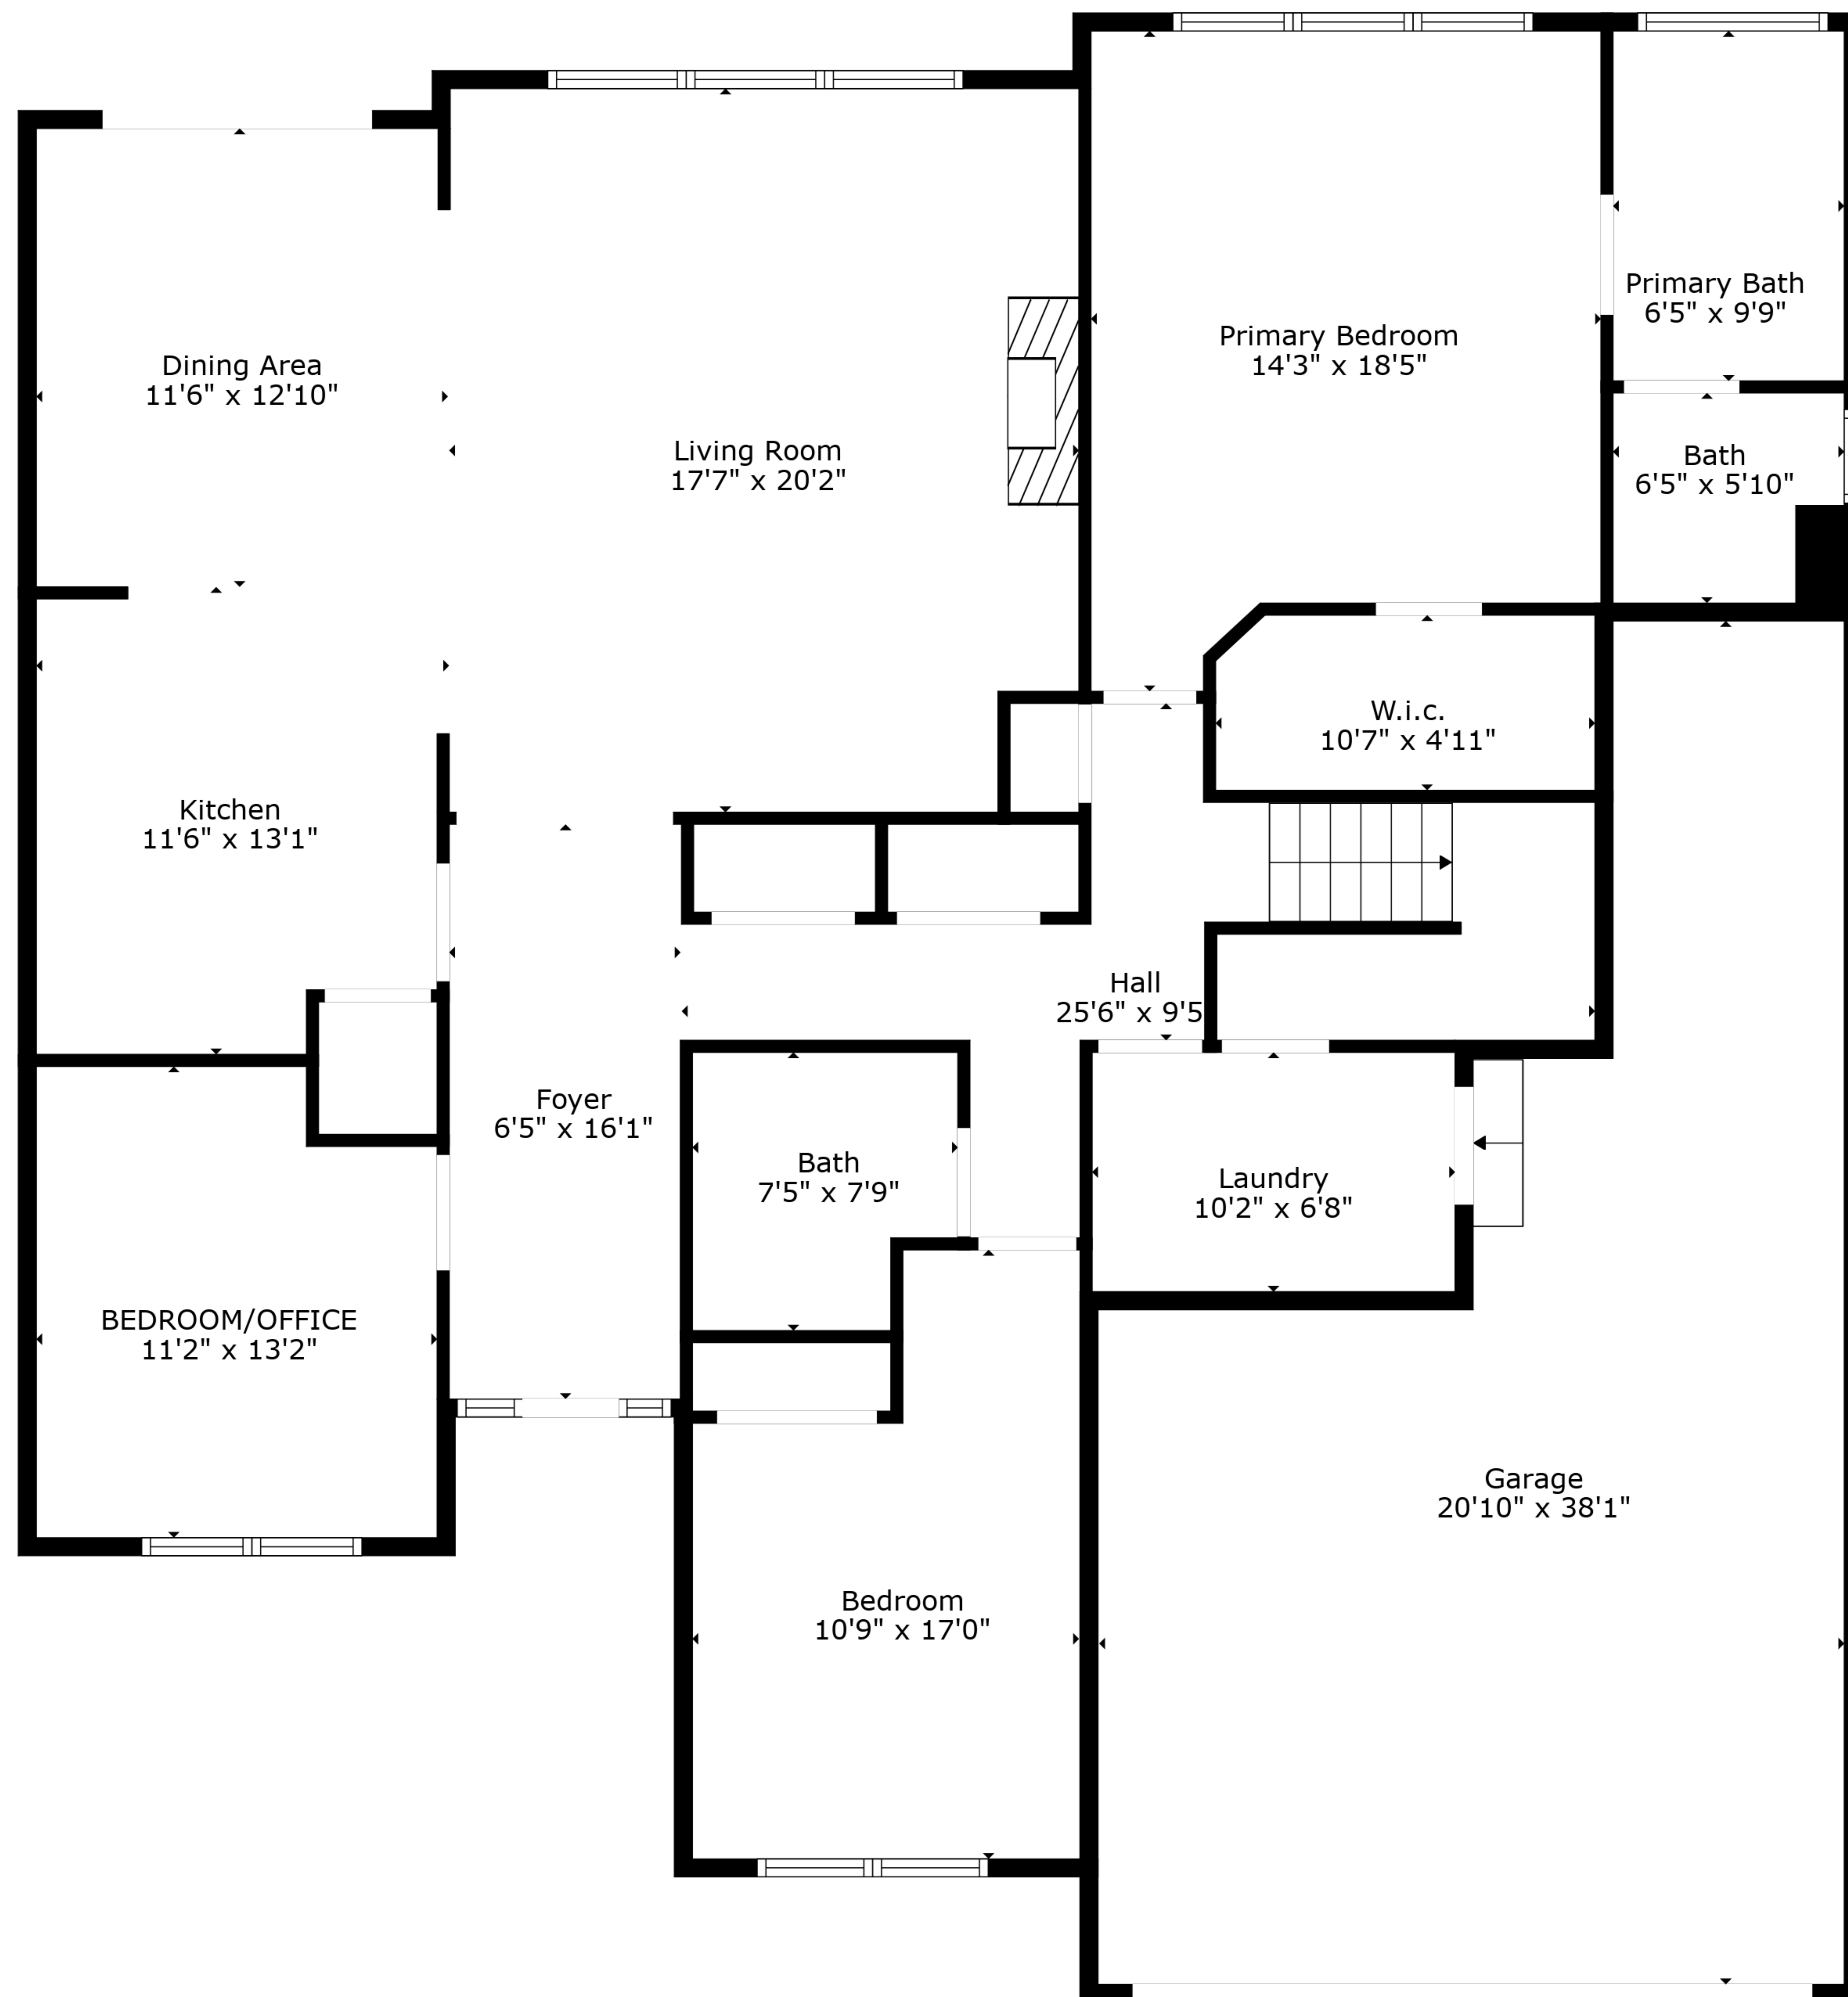 Primary Bath
6'5" x 9'9"
Primary Bedroom
14'3" x 18'5"
Dining Area
11'6" x 12'10"
Living Room
17'7" x 20'2"
Bath
6'5" x 5'10"
W.i.c.
10'7" x 4'11"
Kitchen
11'6" x 13'1"
Hall
25'6" x 9'5
Foyer
6'5" x 16'1"
Bath
7'5" x 7'9"
Laundry
10'2" x 6'8"
BEDROOM/OFFICE
11'2" x 13'2"
Garage
20'10" x 38'1"
Bedroom
10'9" x 17'0"